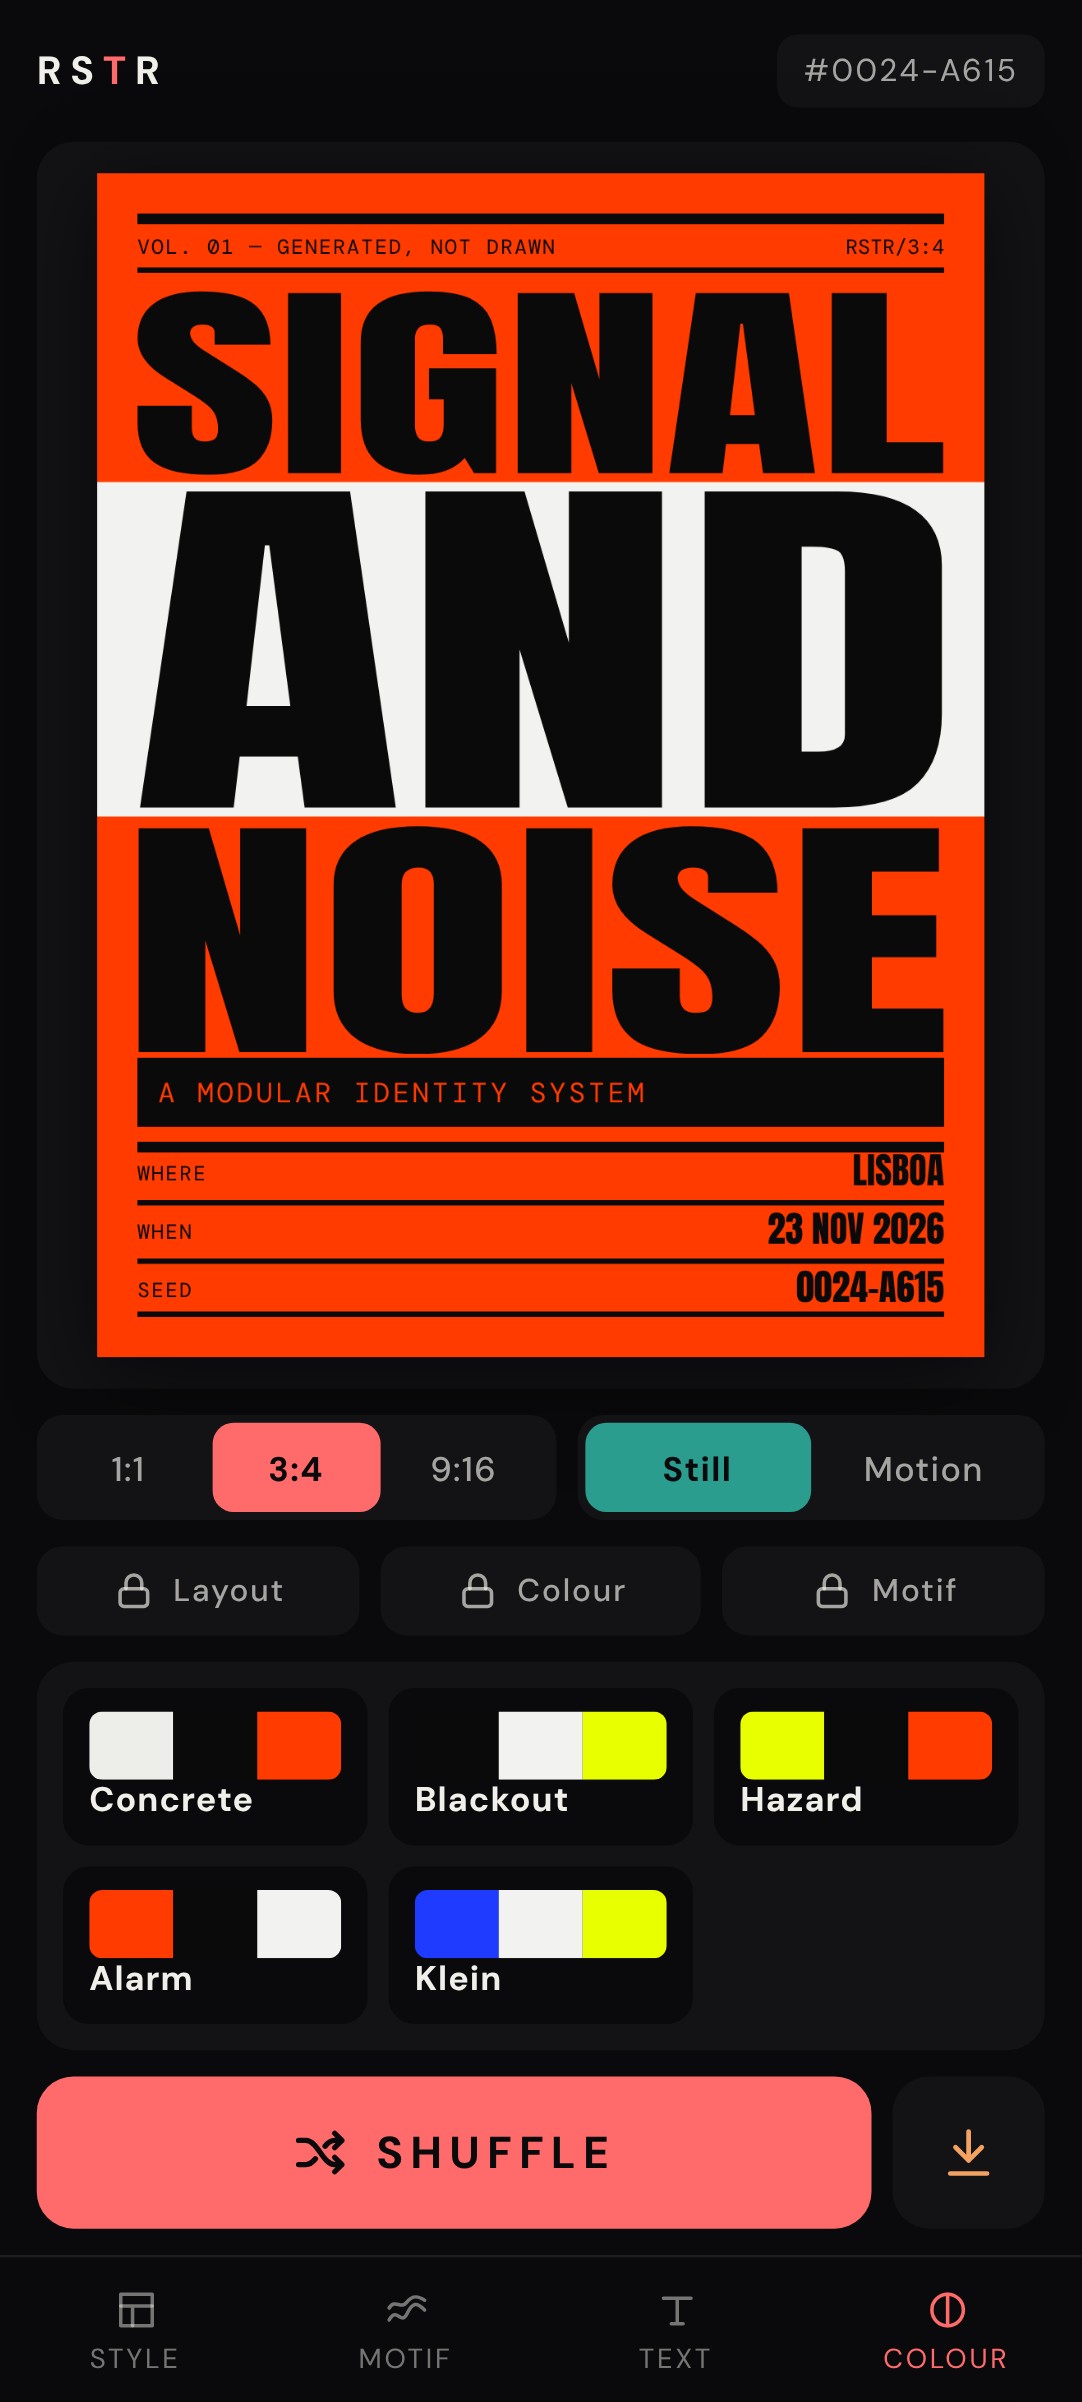 RSTR
#0024-A615
VOL. 01 — GENERATED, NOT DRAWN
RSTR/3:4
SIGNAL
AND
NOISE
A MODULAR IDENTITY SYSTEM
WHERE LISBOA
WHEN 23 NOV 2026
SEED 0024-A615
1:1 3:4 9:16 Still Motion
Layout Colour Motif
Concrete Blackout Hazard
Alarm Klein
SHUFFLE
STYLE MOTIF TEXT COLOUR